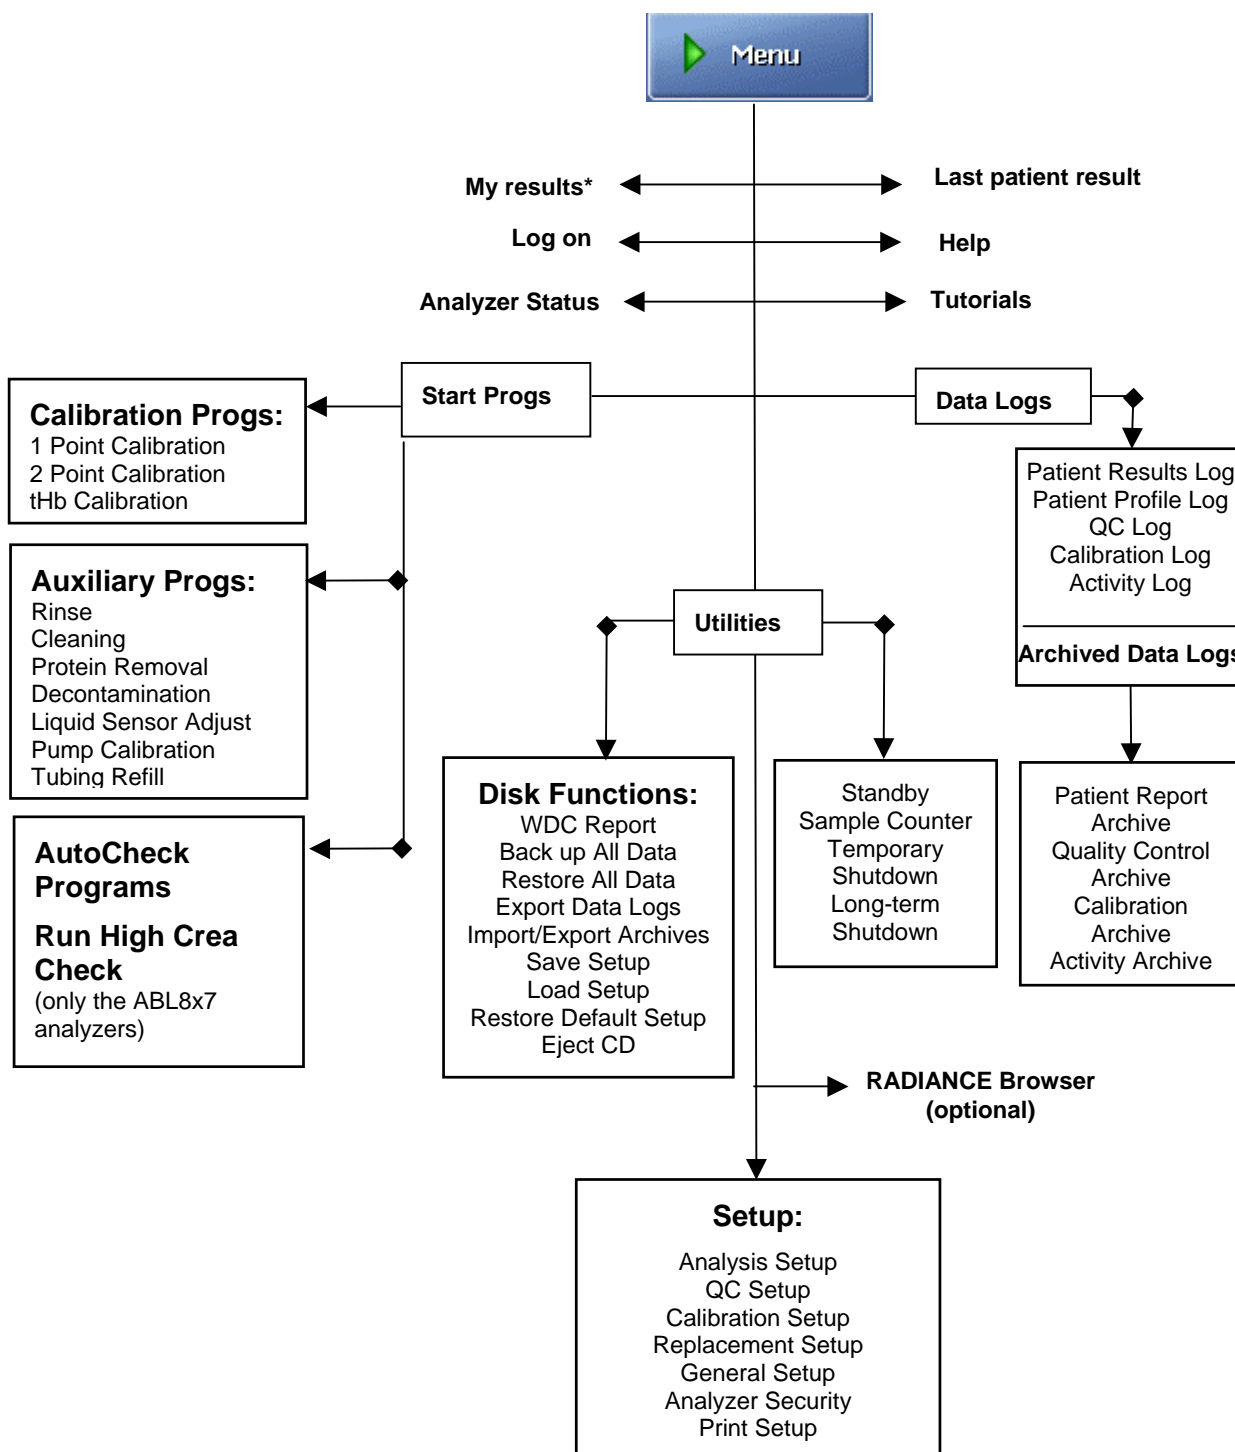 Menu
My results*
Last patient result
Log on
Help
Analyzer Status
Tutorials
Start Progs
Data Logs
Calibration Progs:
1 Point Calibration
2 Point Calibration
tHb Calibration
Patient Results Log
Patient Profile Log
QC Log
Calibration Log
Activity Log
Archived Data Logs
Auxiliary Progs:
Rinse
Cleaning
Protein Removal
Decontamination
Liquid Sensor Adjust
Pump Calibration
Tubing Refill
Utilities
AutoCheck
Programs
Run High Crea
Check
(only the ABL8x7
analyzers)
Disk Functions:
WDC Report
Back up All Data
Restore All Data
Export Data Logs
Import/Export Archives
Save Setup
Load Setup
Restore Default Setup
Eject CD
Standby
Sample Counter
Temporary
Shutdown
Long-term
Shutdown
Patient Report
Archive
Quality Control
Archive
Calibration
Archive
Activity Archive
RADIANCE Browser
(optional)
Setup:
Analysis Setup
QC Setup
Calibration Setup
Replacement Setup
General Setup
Analyzer Security
Print Setup